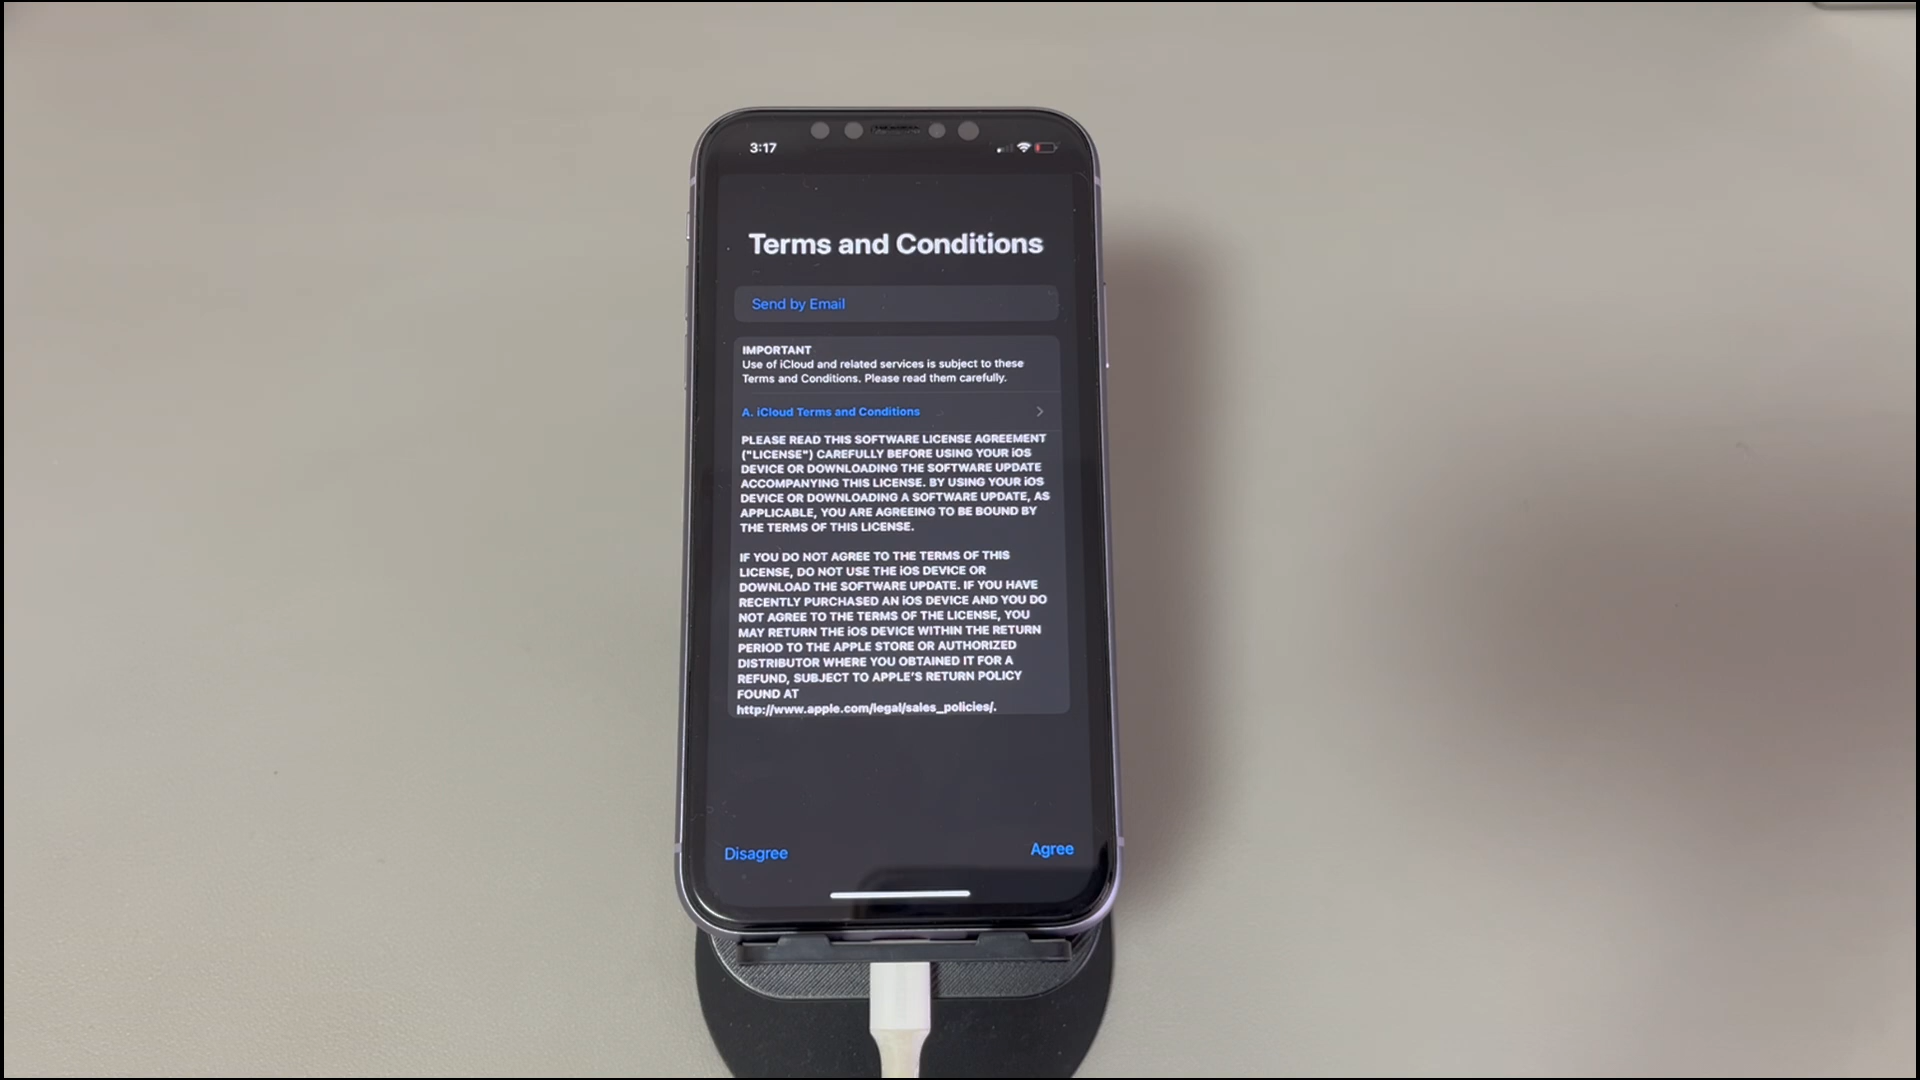 3:17
Terms and Conditions
Send by Email
IMPORTANT
Use of iCloud and related services is subject to these
Terms and Conditions. Please read them carefully.
A. iCloud Terms and Conditions
PLEASE READ THIS SOFTWARE LICENSE AGREEMENT
("LICENSE") CAREFULLY BEFORE USING YOUR iOS
DEVICE OR DOWNLOADING THE SOFTWARE UPDATE
ACCOMPANYING THIS LICENSE. BY USING YOUR iOS
DEVICE OR DOWNLOADING A SOFTWARE UPDATE, AS
APPLICABLE, YOU ARE AGREEING TO BE BOUND BY
THE TERMS OF THIS LICENSE.
IF YOU DO NOT AGREE TO THE TERMS OF THIS
LICENSE, DO NOT USE THE iOS DEVICE OR
DOWNLOAD THE SOFTWARE UPDATE. IF YOU HAVE
RECENTLY PURCHASED AN iOS DEVICE AND YOU DO
NOT AGREE TO THE TERMS OF THE LICENSE, YOU
MAY RETURN THE iOS DEVICE WITHIN THE RETURN
PERIOD TO THE APPLE STORE OR AUTHORIZED
DISTRIBUTOR WHERE YOU OBTAINED IT FOR A
REFUND, SUBJECT TO APPLE’S RETURN POLICY
FOUND AT
http://www.apple.com/legal/sales_policies/.
Disagree
Agree